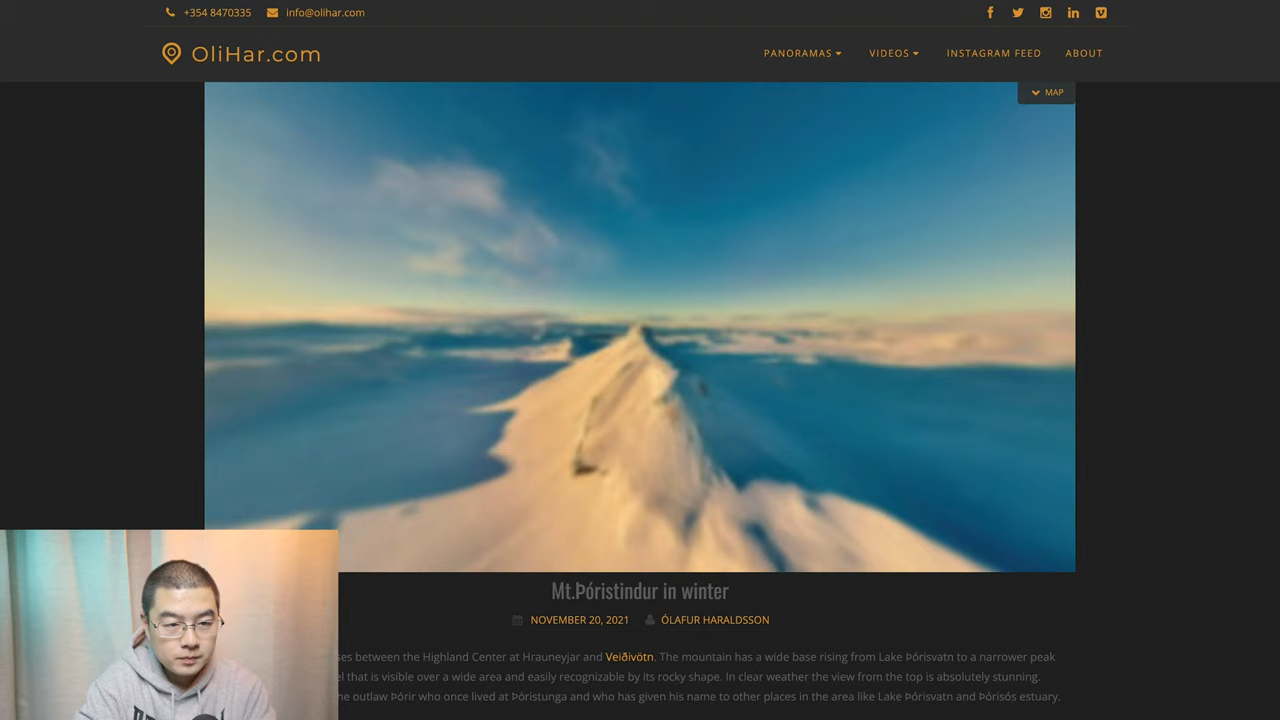 +354 8470335 info@olihar.com
OliHar.com
PANORAMAS VIDEOS INSTAGRAM FEED ABOUT
MAP
Mt.Þóristindur in winter
NOVEMBER 20, 2021 ÓLAFUR HARALDSSON
between the Highland Center at Hrauneyjar and Veiðivötn. The mountain has a wide base rising from Lake Þórisvatn to a narrower peak
that is visible over a wide area and easily recognizable by its rocky shape. In clear weather the view from the top is absolutely stunning.
outlaw Þórir who once lived at Þóristunga and who has given his name to other places in the area like Lake Þórisvatn and Þórisós estuary.